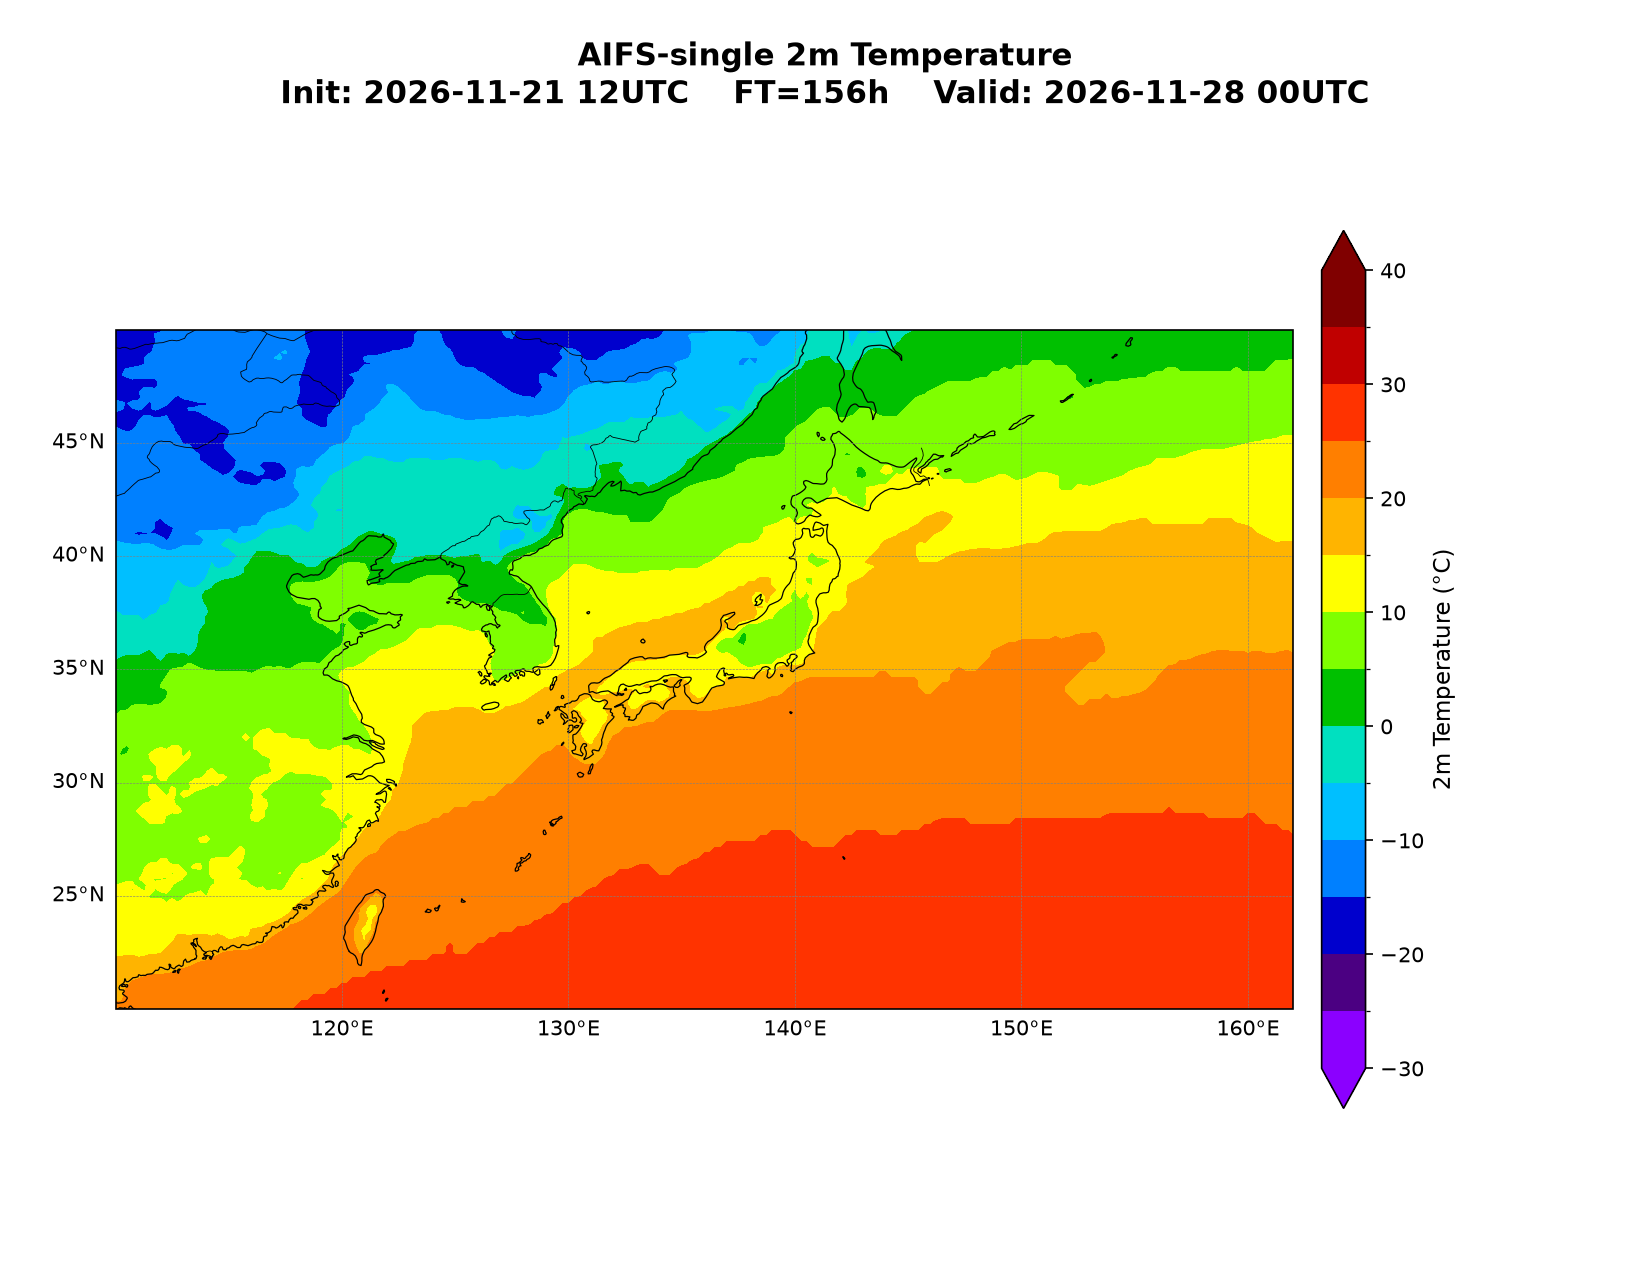 AIFS-single 2m Temperature
Init: 2026-11-21 12UTC    FT=156h    Valid: 2026-11-28 00UTC
45°N
40°N
35°N
30°N
25°N
120°E
130°E
140°E
150°E
160°E
40
30
20
10
0
−10
−20
−30
2m Temperature (°C)